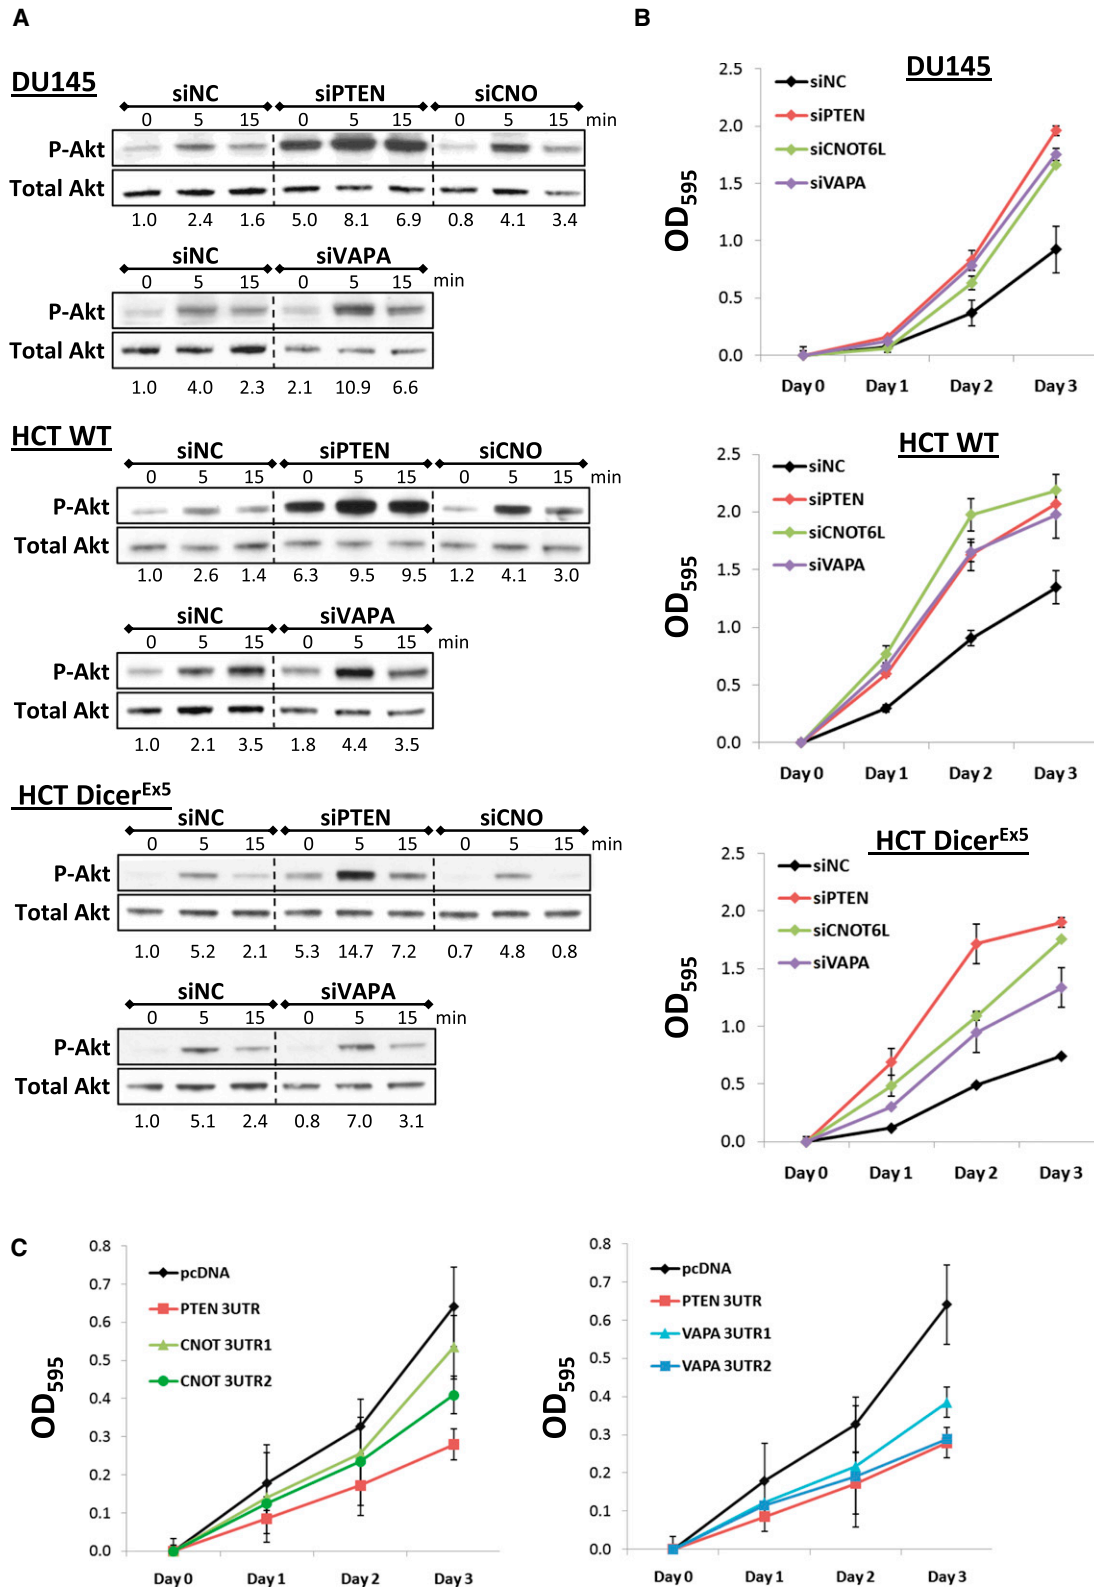 A
DU145
siNC siPTEN siCNO
0 5 15 0 5 15 0 5 15 min
P-Akt
Total Akt
1.0 2.4 1.6 5.0 8.1 6.9 0.8 4.1 3.4
siNC siVAPA
0 5 15 0 5 15 min
P-Akt
Total Akt
1.0 4.0 2.3 2.1 10.9 6.6
HCT WT
siNC siPTEN siCNO
0 5 15 0 5 15 0 5 15 min
P-Akt
Total Akt
1.0 2.6 1.4 6.3 9.5 9.5 1.2 4.1 3.0
siNC siVAPA
0 5 15 0 5 15 min
P-Akt
Total Akt
1.0 2.1 3.5 1.8 4.4 3.5
HCT DicerEx5
siNC siPTEN siCNO
0 5 15 0 5 15 0 5 15 min
P-Akt
Total Akt
1.0 5.2 2.1 5.3 14.7 7.2 0.7 4.8 0.8
siNC siVAPA
0 5 15 0 5 15 min
P-Akt
Total Akt
1.0 5.1 2.4 0.8 7.0 3.1
B
DU145
siNC
siPTEN
siCNOT6L
siVAPA
OD595
2.5
2.0
1.5
1.0
0.5
0.0
Day 0 Day 1 Day 2 Day 3
HCT WT
siNC
siPTEN
siCNOT6L
siVAPA
OD595
2.5
2.0
1.5
1.0
0.5
0.0
Day 0 Day 1 Day 2 Day 3
HCT DicerEx5
siNC
siPTEN
siCNOT6L
siVAPA
OD595
2.5
2.0
1.5
1.0
0.5
0.0
Day 0 Day 1 Day 2 Day 3
C
pcDNA
PTEN 3UTR
CNOT 3UTR1
CNOT 3UTR2
OD595
0.8
0.7
0.6
0.5
0.4
0.3
0.2
0.1
0.0
Day 0 Day 1 Day 2 Day 3
pcDNA
PTEN 3UTR
VAPA 3UTR1
VAPA 3UTR2
OD595
0.8
0.7
0.6
0.5
0.4
0.3
0.2
0.1
0.0
Day 0 Day 1 Day 2 Day 3